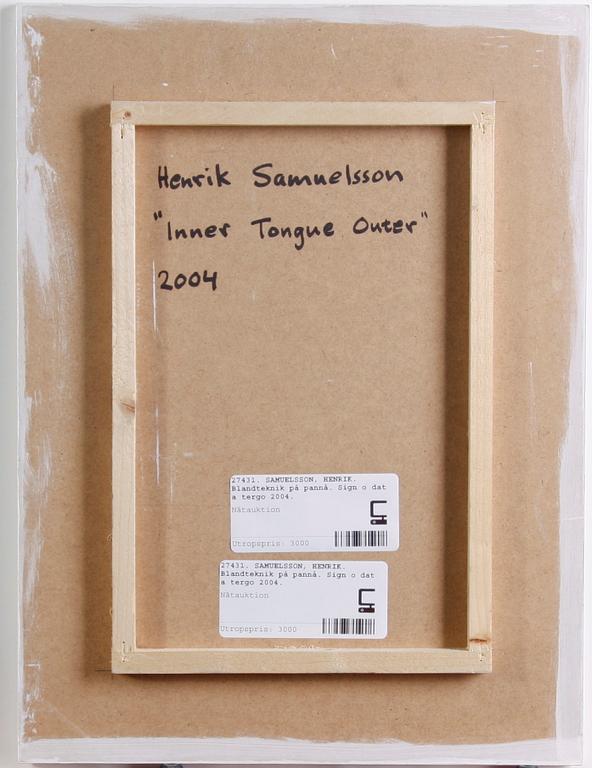 Henrik Samuelsson
"Inner Tongue Outer"
2004
27431. SAMUELSSON, HENRIK.
Blandteknik på pannå. Sign o dat
a tergo 2004.
Nätauktion
Utropspris: 3000
27431. SAMUELSSON, HENRIK.
Blandteknik på pannå. Sign o dat
a tergo 2004.
Nätauktion
Utropspris: 3000